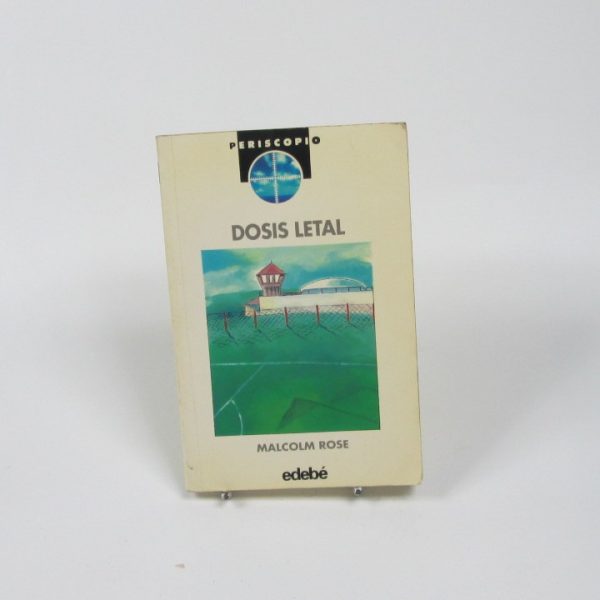 PERISCOPIO
DOSIS LETAL
MALCOLM ROSE
edebé